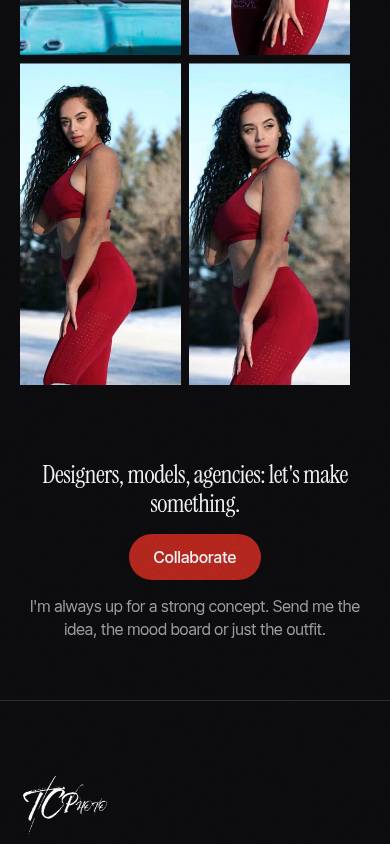 Designers, models, agencies: let's make
something.
Collaborate
I'm always up for a strong concept. Send me the
idea, the mood board or just the outfit.
TCPHOTO